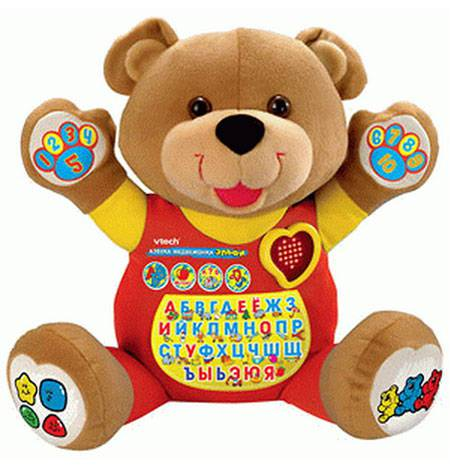 1 2 3 4
5
6 7 8 9
10
vtech
АЗБУКА МЕДВЕЖОНКА
АБВГДЕЁЖЗ
ИЙКЛМНОПР
СТУФХЦЧШЩ
ЪЫЬЭЮЯ